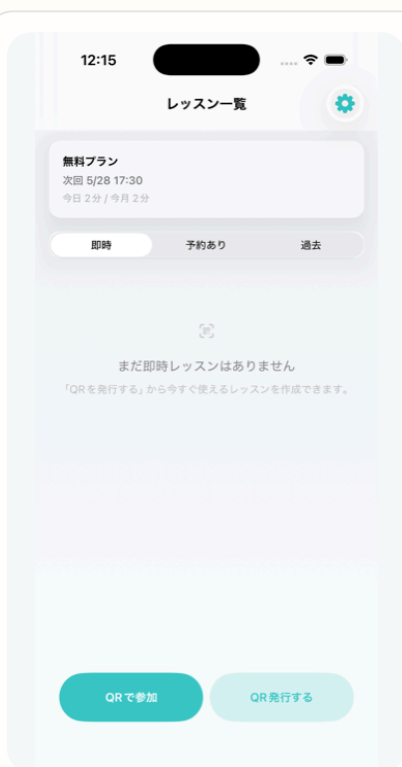 12:15
レッスン一覧
無料プラン
次回 5/28 17:30
今日 2分 / 今月 2分
即時 予約あり 過去
まだ即時レッスンはありません
「QRを発行する」から今すぐ使えるレッスンを作成できます。
QRで参加 QR発行する